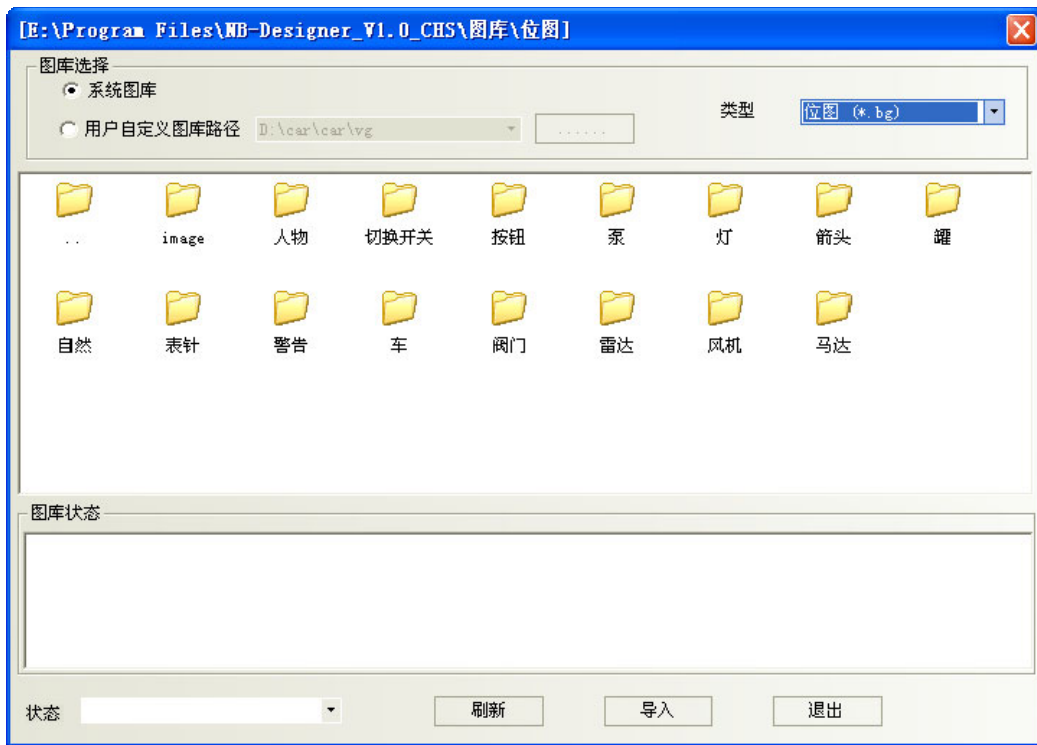 [E:\Program Files\NB-Designer_V1.0_CHS\图库\位图]
图库选择
系统图库
类型
位图 (*.bg)
用户自定义图库路径
D:\car\car\vg
......
.. image 人物 切换开关 按钮 泵 灯 箭头 罐
自然 表针 警告 车 阀门 雷达 风机 马达
图库状态
状态
刷新
导入
退出